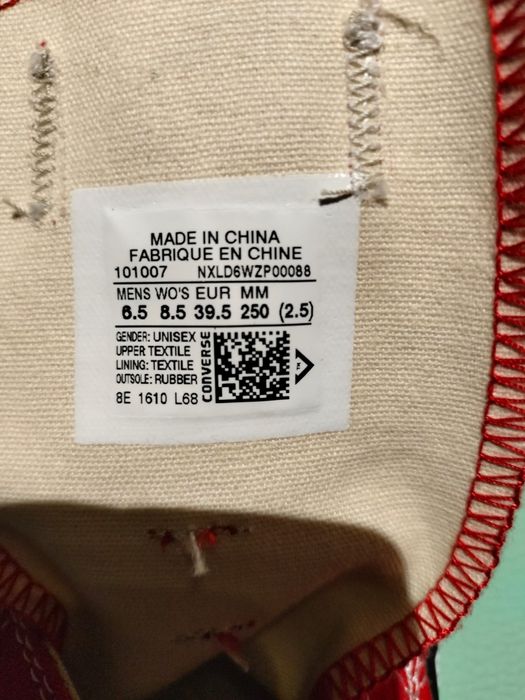 MADE IN CHINA
FABRIQUE EN CHINE
101007 NXLD6WZP00088
MENS WO'S EUR MM
6.5 8.5 39.5 250 (2.5)
GENDER: UNISEX
UPPER TEXTILE
LINING: TEXTILE
OUTSOLE: RUBBER
8E 1610 L68
CONVERSE